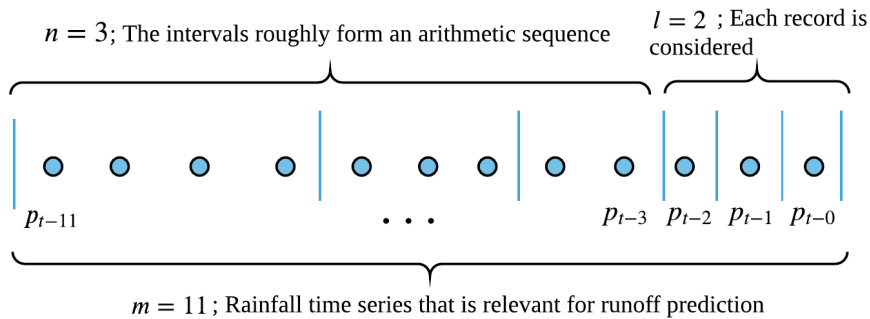 n = 3; The intervals roughly form an arithmetic sequence
l = 2 ; Each record is
considered
p_{t−11} . . . p_{t−3} p_{t−2} p_{t−1} p_{t−0}
m = 11; Rainfall time series that is relevant for runoff prediction